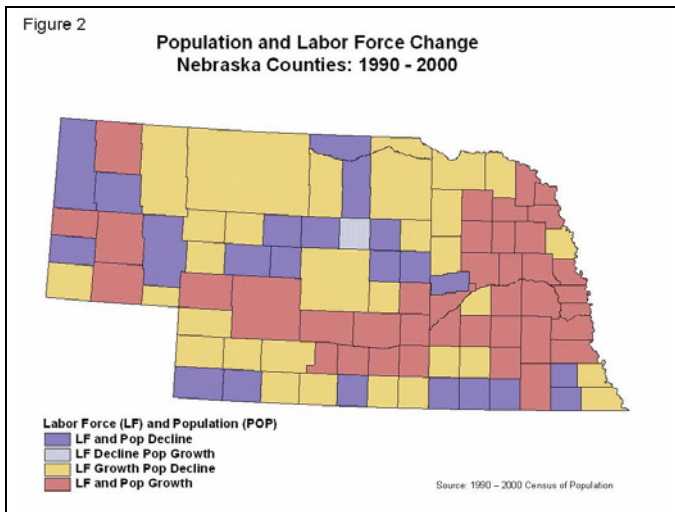 Figure 2
Population and Labor Force Change
Nebraska Counties: 1990 - 2000
Labor Force (LF) and Population (POP)
LF and Pop Decline
LF Decline Pop Growth
LF Growth Pop Decline
LF and Pop Growth
Source: 1990 – 2000 Census of Population